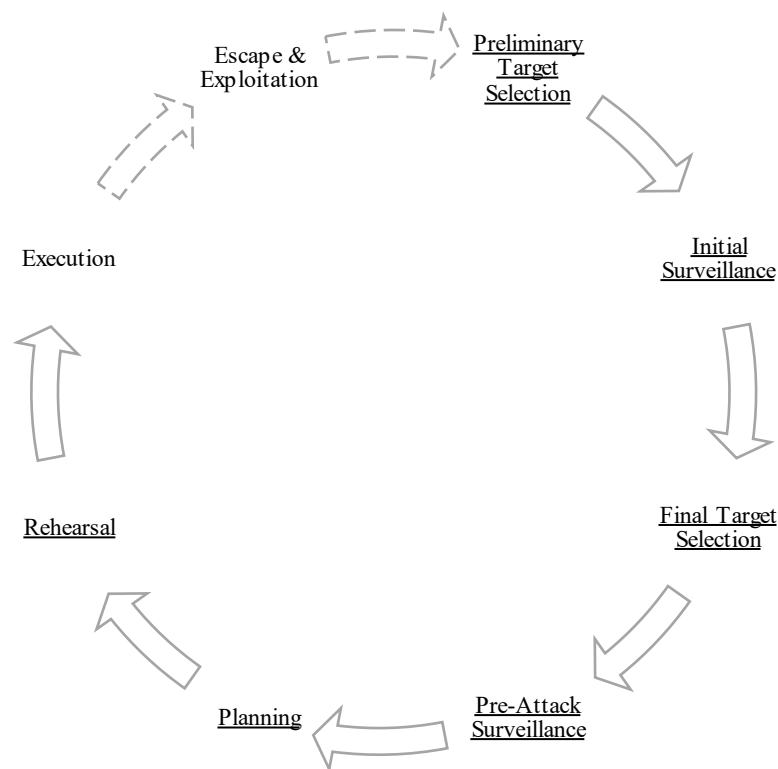 Escape &
Exploitation
Preliminary
Target
Selection
Initial
Surveillance
Final Target
Selection
Pre-Attack
Surveillance
Planning
Rehearsal
Execution